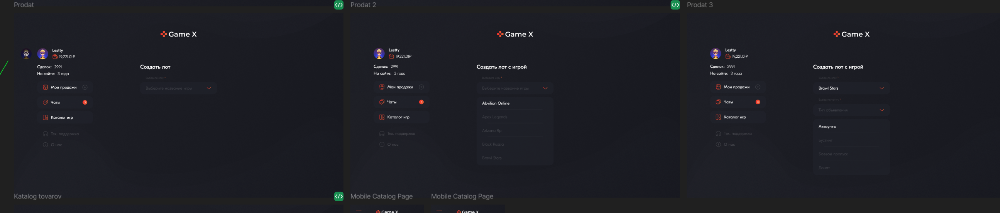 Prodat
Game X
Lestty
19,221.01₽
Сделок: 2991
На сайте: 3 года
Мои продажи
Чаты 3
Каталог игр
Тех. поддержка
О нас
Создать лот
Выберите игру *
Выберите название игры
Prodat 2
Game X
Lestty
19,221.01₽
Сделок: 2991
На сайте: 3 года
Мои продажи
Чаты 3
Каталог игр
Тех. поддержка
О нас
Создать лот с игрой
Выберите игру *
Выберите название игры
Abvilion Online
Apex Legends
Arizona Rp
Black Russia
Brawl Stars
Prodat 3
Game X
Lestty
19,221.01₽
Сделок: 2991
На сайте: 3 года
Мои продажи
Чаты 3
Каталог игр
Тех. поддержка
О нас
Создать лот с игрой
Выберите игру *
Brawl Stars
Выберите услугу *
Тип объявления
Аккаунты
Бустинг
Боевой пропуск
Донат
Katalog tovarov
Mobile Catalog Page
Game X
Mobile Catalog Page
Game X